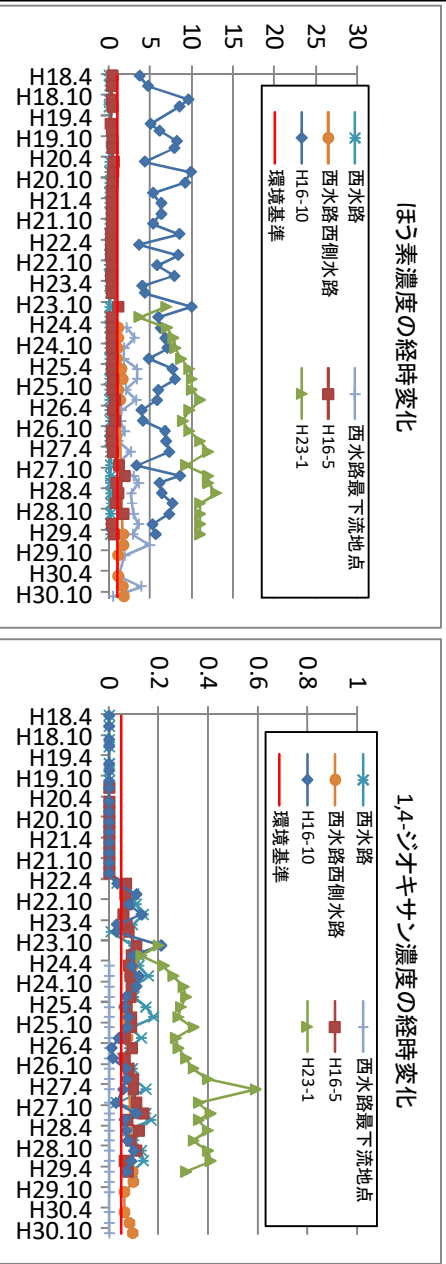 ほう素濃度の経時変化
30
25
20
15
10
5
0
西水路
西水路最下流地点
西水路西側水路
H16-5
H16-10
H23-1
環境基準
H18.4
H18.10
H19.4
H19.10
H20.4
H20.10
H21.4
H21.10
H22.4
H22.10
H23.4
H23.10
H24.4
H24.10
H25.4
H25.10
H26.4
H26.10
H27.4
H27.10
H28.4
H28.10
H29.4
H29.10
H30.4
H30.10
1,4-ジオキサン濃度の経時変化
1
0.8
0.6
0.4
0.2
0
西水路
西水路最下流地点
西水路西側水路
H16-5
H16-10
H23-1
環境基準
H18.4
H18.10
H19.4
H19.10
H20.4
H20.10
H21.4
H21.10
H22.4
H22.10
H23.4
H23.10
H24.4
H24.10
H25.4
H25.10
H26.4
H26.10
H27.4
H27.10
H28.4
H28.10
H29.4
H29.10
H30.4
H30.10